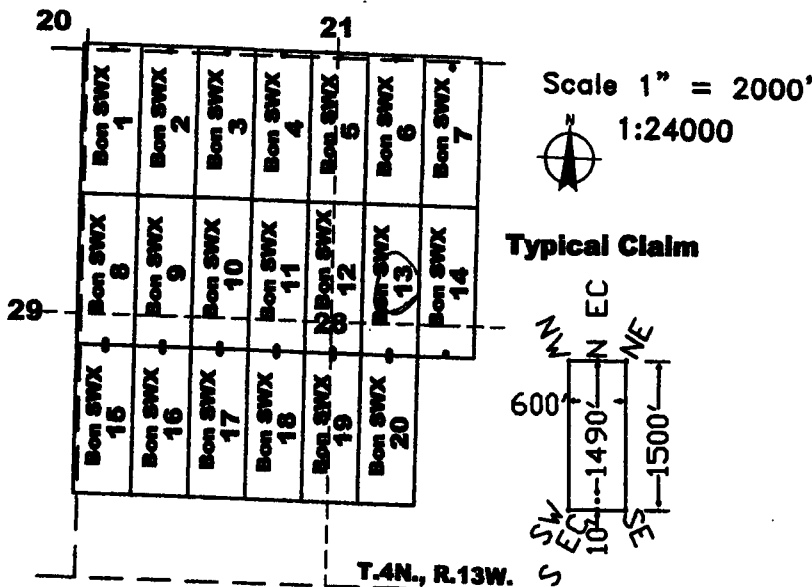 20
21
Bon SWX 1
Bon SWX 2
Bon SWX 3
Bon SWX 4
Bon SWX 5
Bon SWX 6
Bon SWX 7
Scale 1" = 2000'
N
1:24000
Bon SWX 8
Bon SWX 9
Bon SWX 10
Bon SWX 11
Bon SWX 12
Bon SWX 13
Bon SWX 14
Typical Claim
29
28
Bon SWX 15
Bon SWX 16
Bon SWX 17
Bon SWX 18
Bon SWX 19
Bon SWX 20
N EC
NW
NE
600'
1490'
1500'
10'
SW
S EC
SE
T.4N., R.13W.